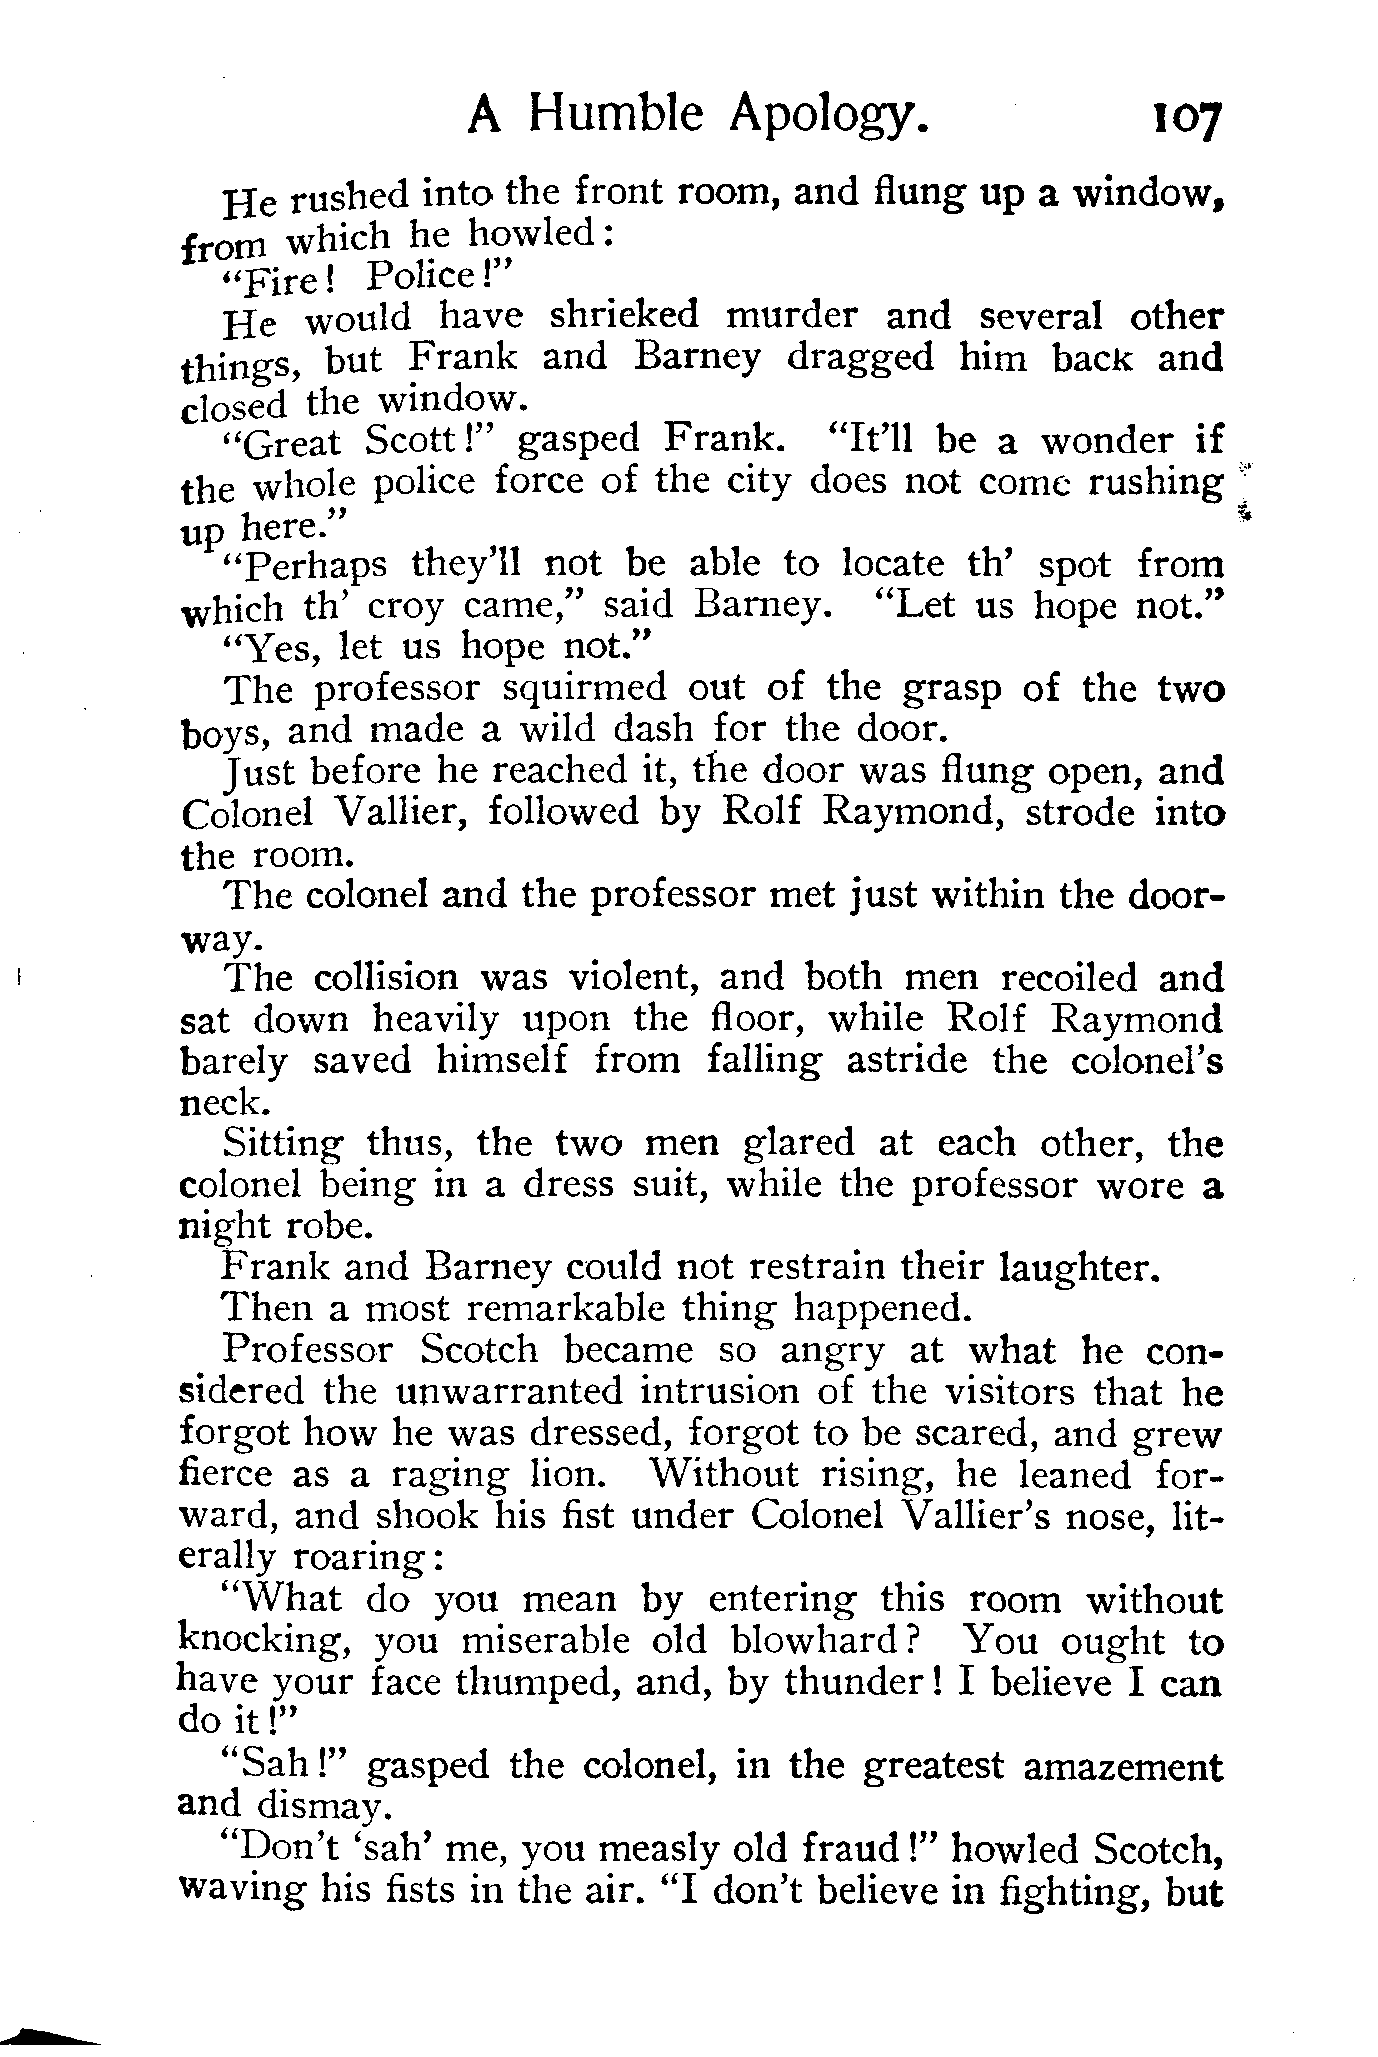 A Humble Apology. 107
He rushed into the front room, and flung up a window,
from which he howled:
"Fire! Police!"
He would have shrieked murder and several other
things, but Frank and Barney dragged him back and
closed the window.
"Great Scott!" gasped Frank. "It'll be a wonder if
the whole police force of the city does not come rushing
up here."
"Perhaps they'll not be able to locate th' spot from
which th' croy came," said Barney. "Let us hope not."
"Yes, let us hope not."
The professor squirmed out of the grasp of the two
boys, and made a wild dash for the door.
Just before he reached it, the door was flung open, and
Colonel Vallier, followed by Rolf Raymond, strode into
the room.
The colonel and the professor met just within the door-
way.
The collision was violent, and both men recoiled and
sat down heavily upon the floor, while Rolf Raymond
barely saved himself from falling astride the colonel's
neck.
Sitting thus, the two men glared at each other, the
colonel being in a dress suit, while the professor wore a
night robe.
Frank and Barney could not restrain their laughter.
Then a most remarkable thing happened.
Professor Scotch became so angry at what he con-
sidered the unwarranted intrusion of the visitors that he
forgot how he was dressed, forgot to be scared, and grew
fierce as a raging lion. Without rising, he leaned for-
ward, and shook his fist under Colonel Vallier's nose, lit-
erally roaring:
"What do you mean by entering this room without
knocking, you miserable old blowhard? You ought to
have your face thumped, and, by thunder! I believe I can
do it!"
"Sah!" gasped the colonel, in the greatest amazement
and dismay.
"Don't 'sah' me, you measly old fraud!" howled Scotch,
waving his fists in the air. "I don't believe in fighting, but